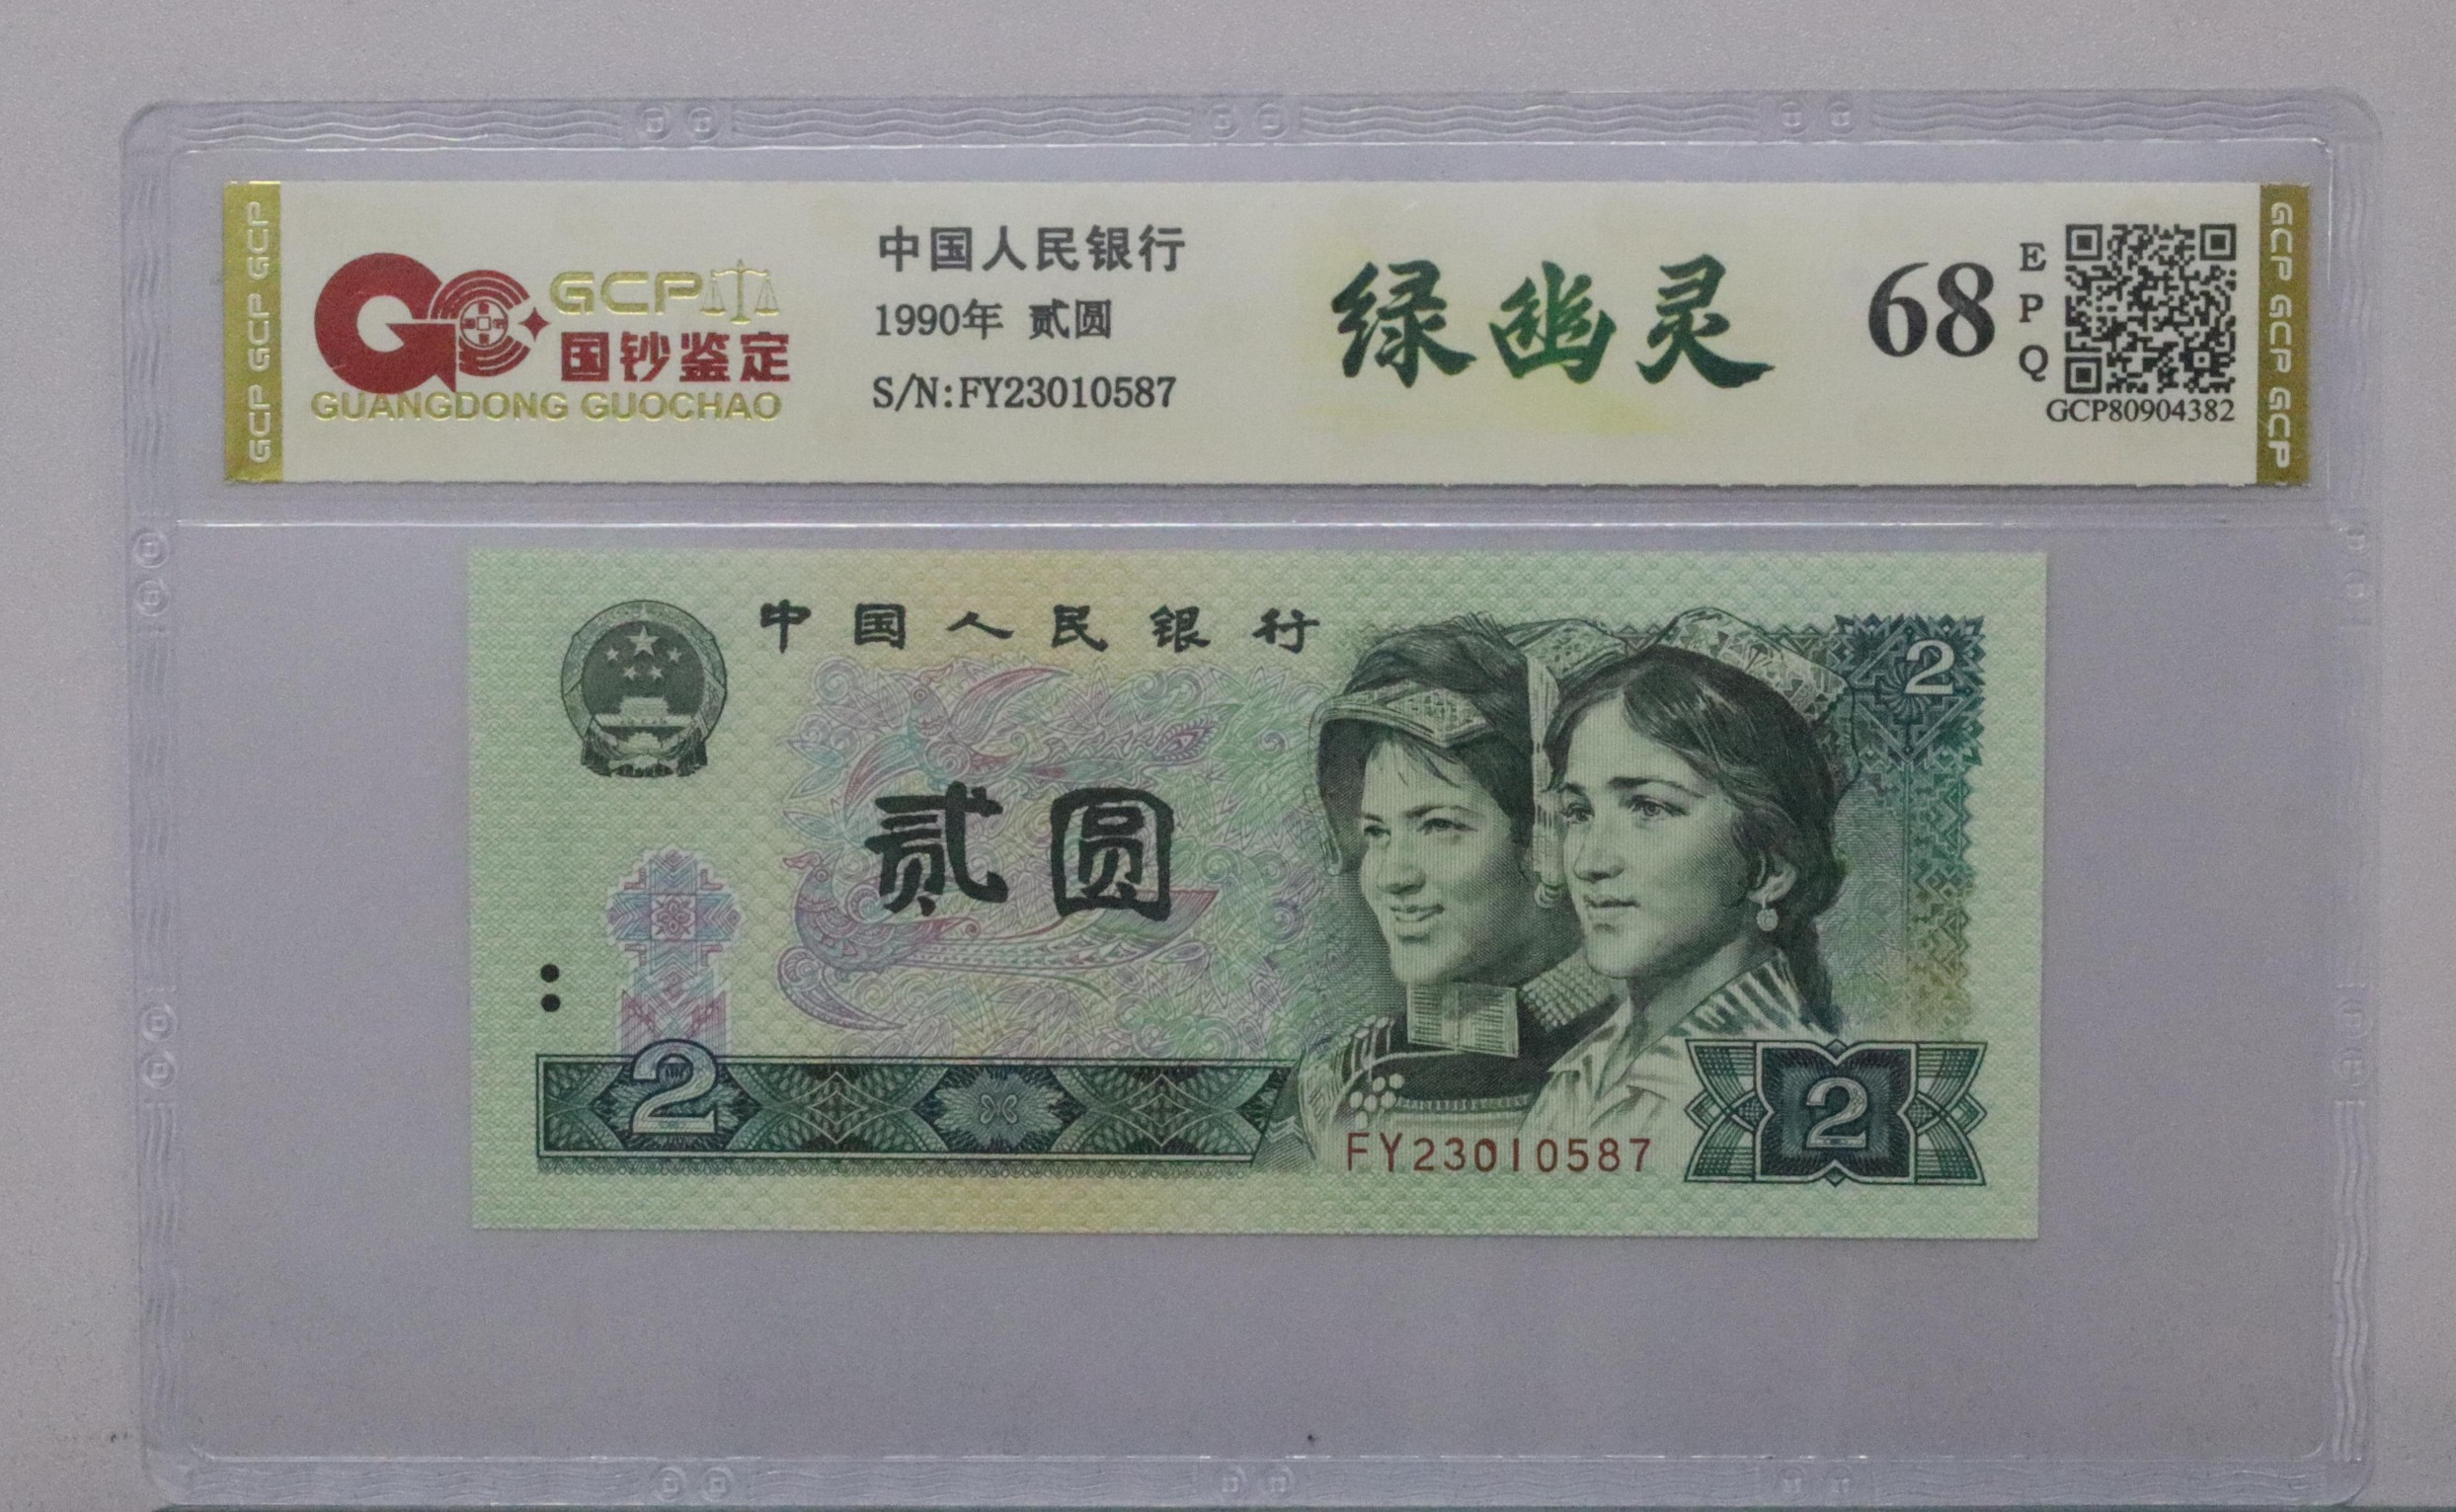 GCP GCP GCP
GCP
国钞鉴定
GUANGDONG GUOCHAO
中国人民银行
1990年 贰圆
S/N:FY23010587
绿幽灵
68
E
P
Q
GCP80904382
GCP GCP GCP
中国人民银行
2
贰圆
2
FY23010587
2